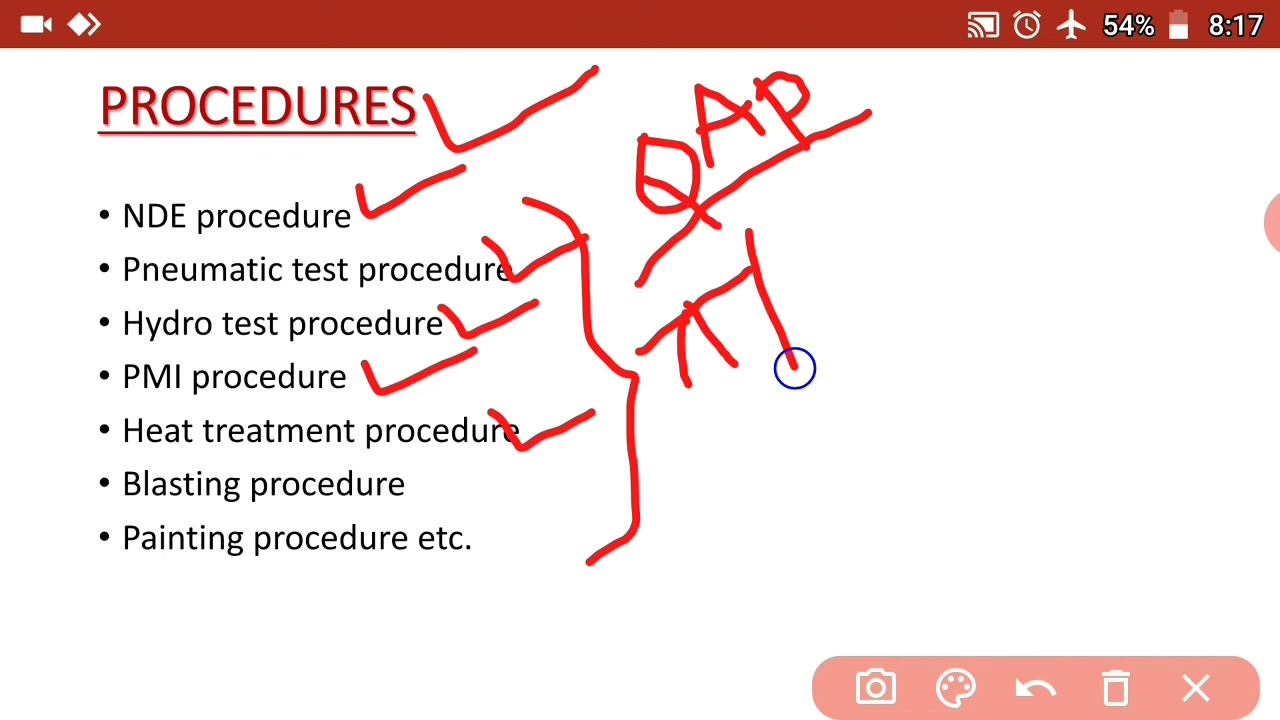 54% 8:17
PROCEDURES
QAP
• NDE procedure
• Pneumatic test procedure
• Hydro test procedure
• PMI procedure
• Heat treatment procedure
• Blasting procedure
• Painting procedure etc.